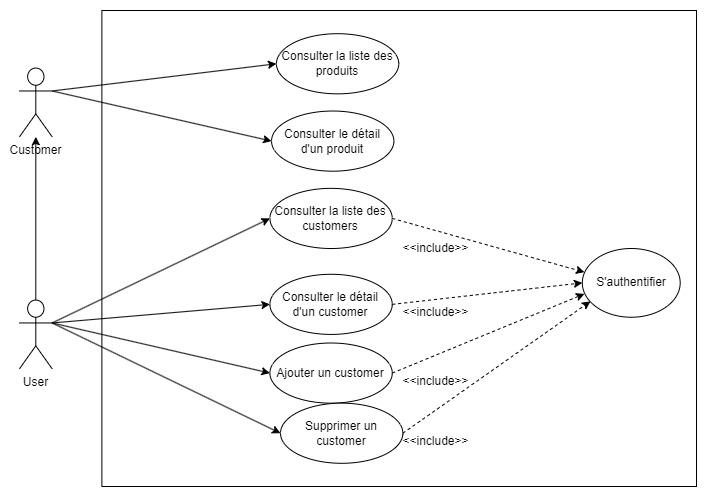 Consulter la liste des
produits
Customer
Consulter le détail
d'un produit
Consulter la liste des
customers
<<include>>
S'authentifier
Consulter le détail
d'un customer
<<include>>
User
Ajouter un customer
<<include>>
Supprimer un
customer
<<include>>